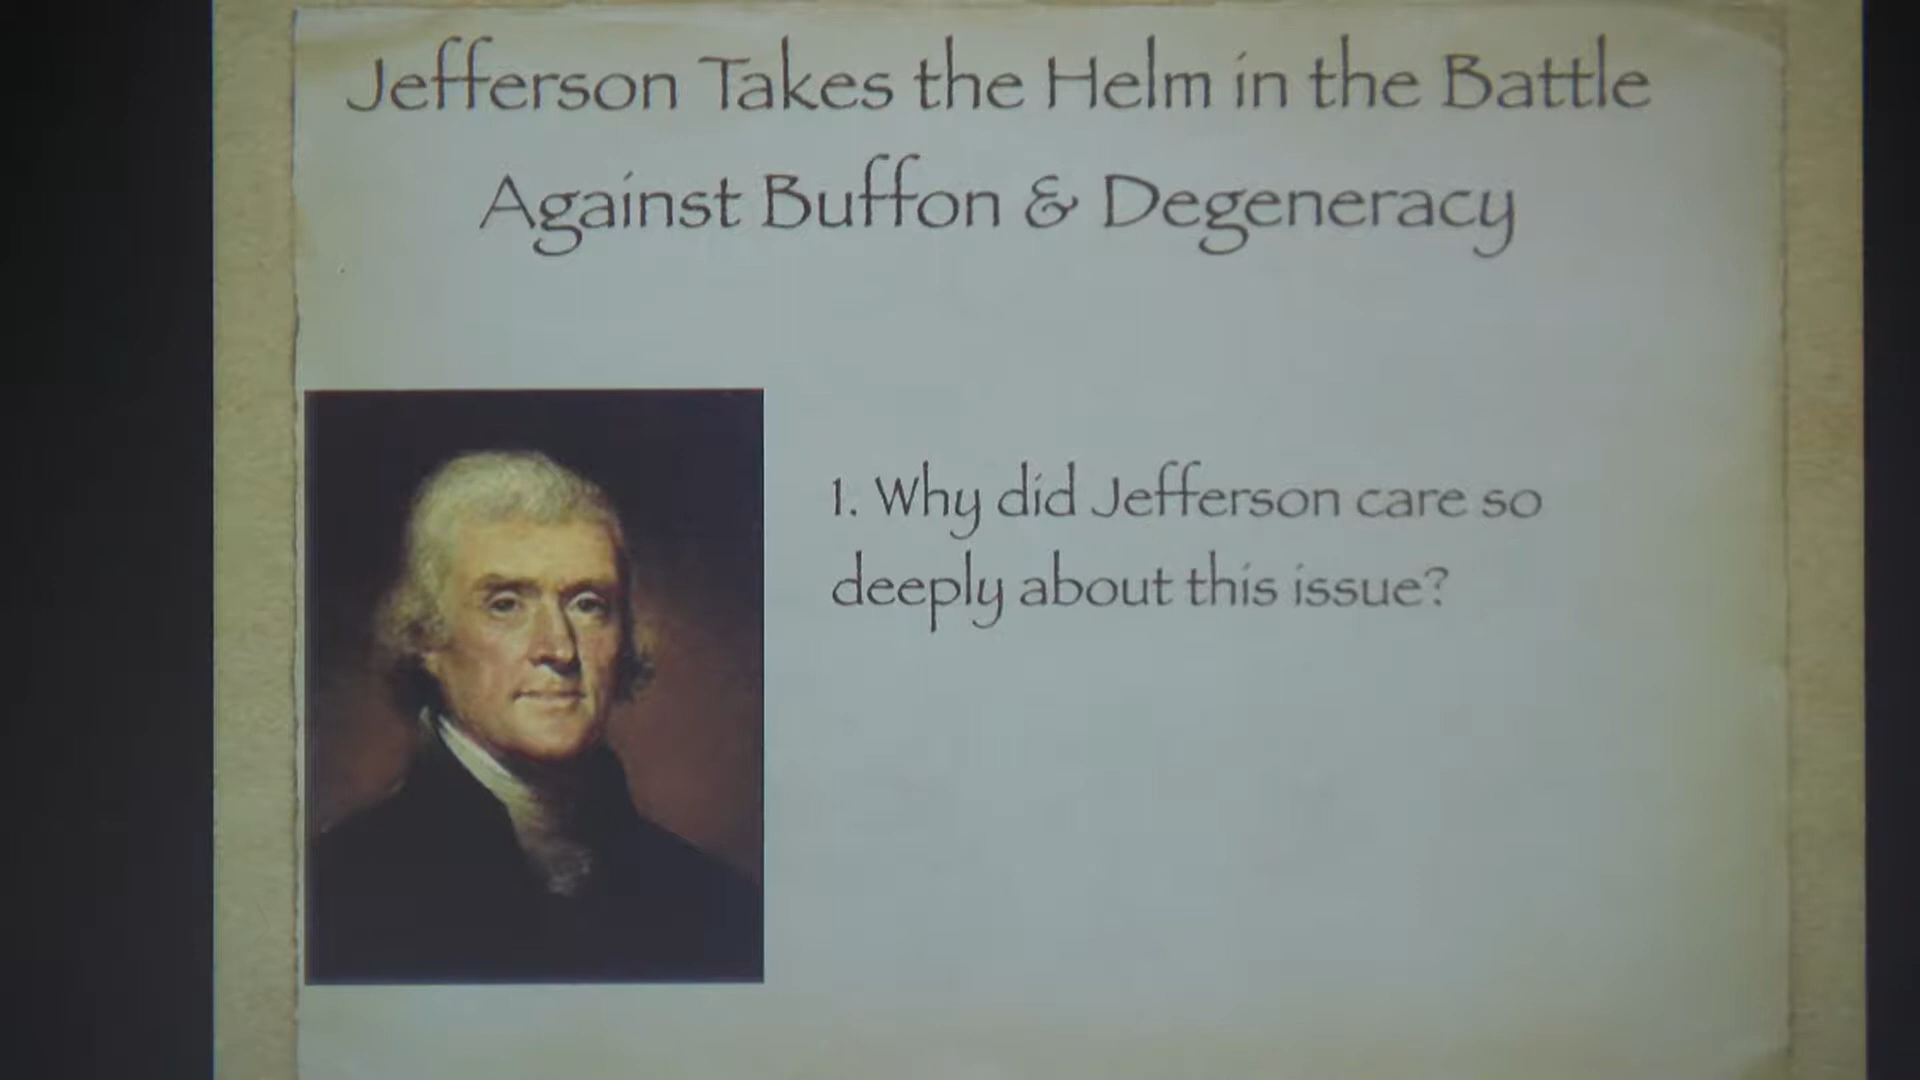 Jefferson Takes the Helm in the Battle
Against Buffon & Degeneracy
1. Why did Jefferson care so
deeply about this issue?